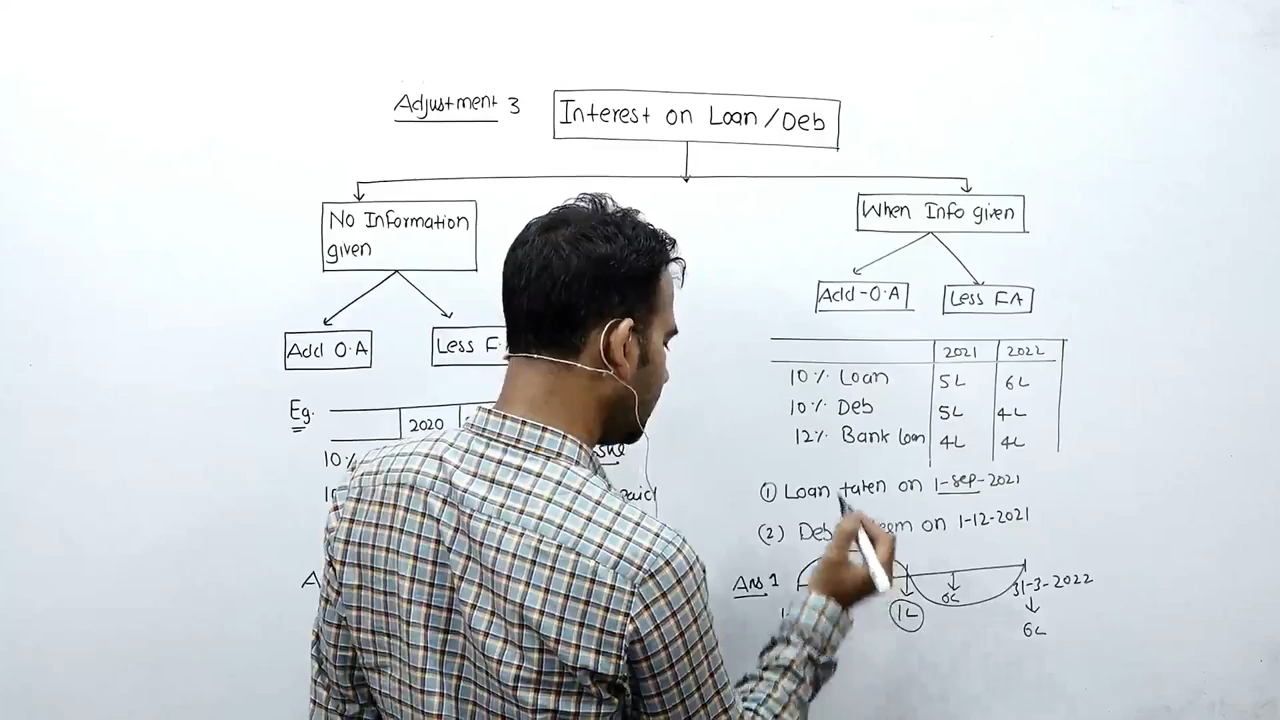 Adjustment 3
Interest on Loan/Deb
No Information
given
Add O.A
Less F.
Eg.
2020
10%
When Info given
Add-O.A
Less FA
2021 2022
10% Loan 5L 6L
10% Deb 5L 4L
12% Bank loan 4L 4L
① Loan taken on 1-Sep-2021
(2) Deb on 1-12-2021
Ans 1
1L
6L
31-3-2022
6L